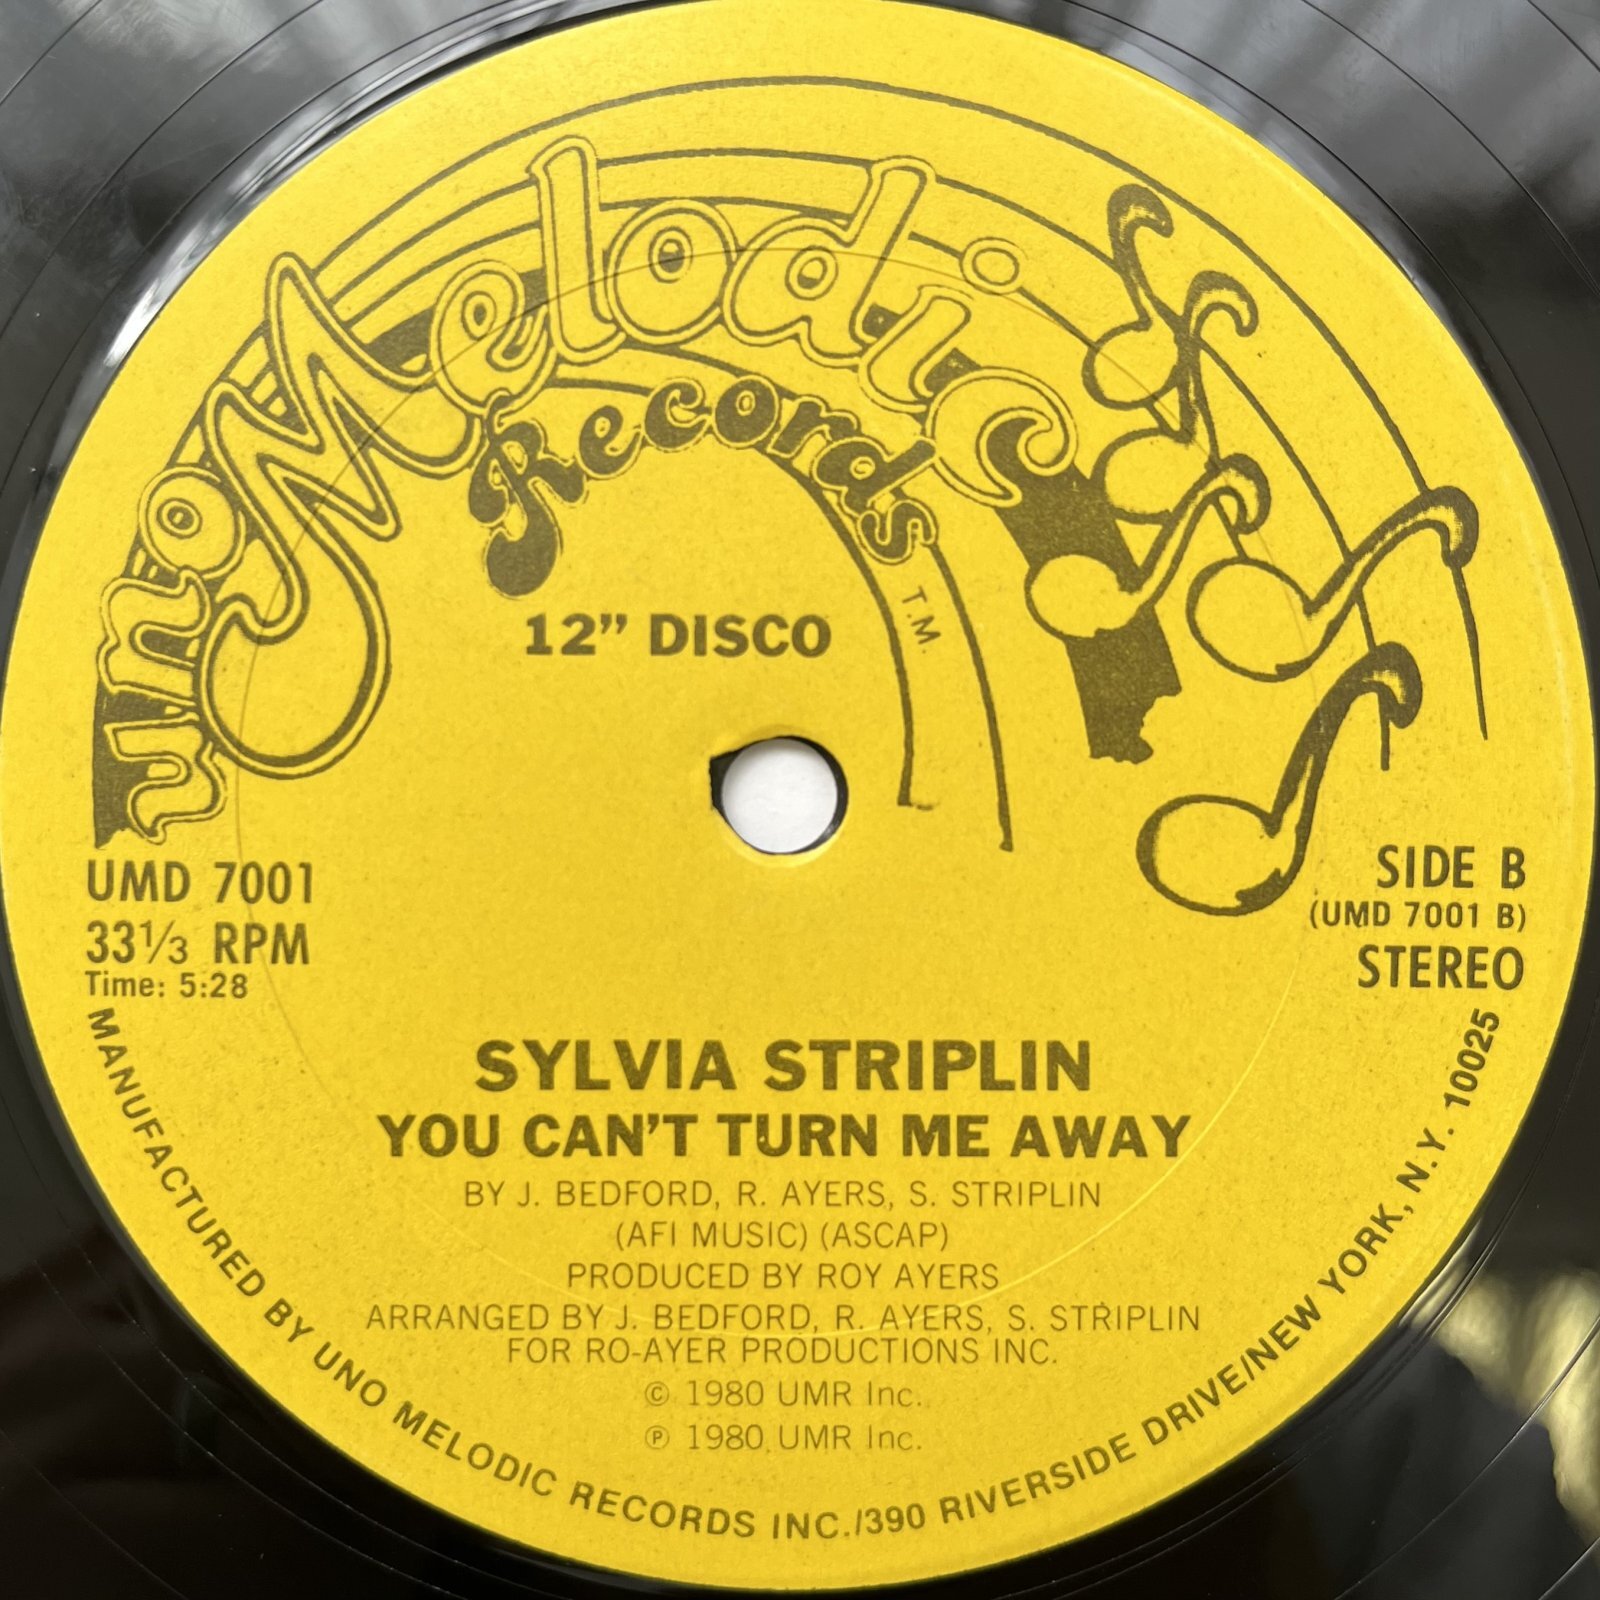 uno Melodic
Records
T.M.
12” DISCO
UMD 7001
33⅓ RPM
Time: 5:28
SIDE B
(UMD 7001 B)
STEREO
SYLVIA STRIPLIN
YOU CAN'T TURN ME AWAY
BY J. BEDFORD, R. AYERS, S. STRIPLIN
(AFI MUSIC) (ASCAP)
PRODUCED BY ROY AYERS
ARRANGED BY J. BEDFORD, R. AYERS, S. STRIPLIN
FOR RO-AYER PRODUCTIONS INC.
© 1980 UMR Inc.
℗ 1980 UMR Inc.
MANUFACTURED BY UNO MELODIC RECORDS INC./390 RIVERSIDE DRIVE/NEW YORK, N.Y. 10025